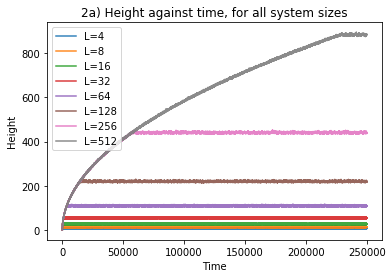 2a) Height against time, for all system sizes
L=4
L=8
L=16
L=32
L=64
L=128
L=256
L=512
Height
800
600
400
200
0
0 50000 100000 150000 200000 250000
Time